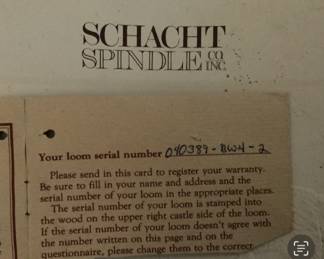 SCHACHT
SPINDLE CO. INC.
Your loom serial number 040389-BW4-2
Please send in this card to register your warranty.
Be sure to fill in your name and address and the
serial number of your loom in the appropriate places.
The serial number of your loom is stamped into
the wood on the upper right castle side of the loom.
If the serial number of your loom doesn't agree with
the number written on this page and on the
questionnaire, please change them to the correct